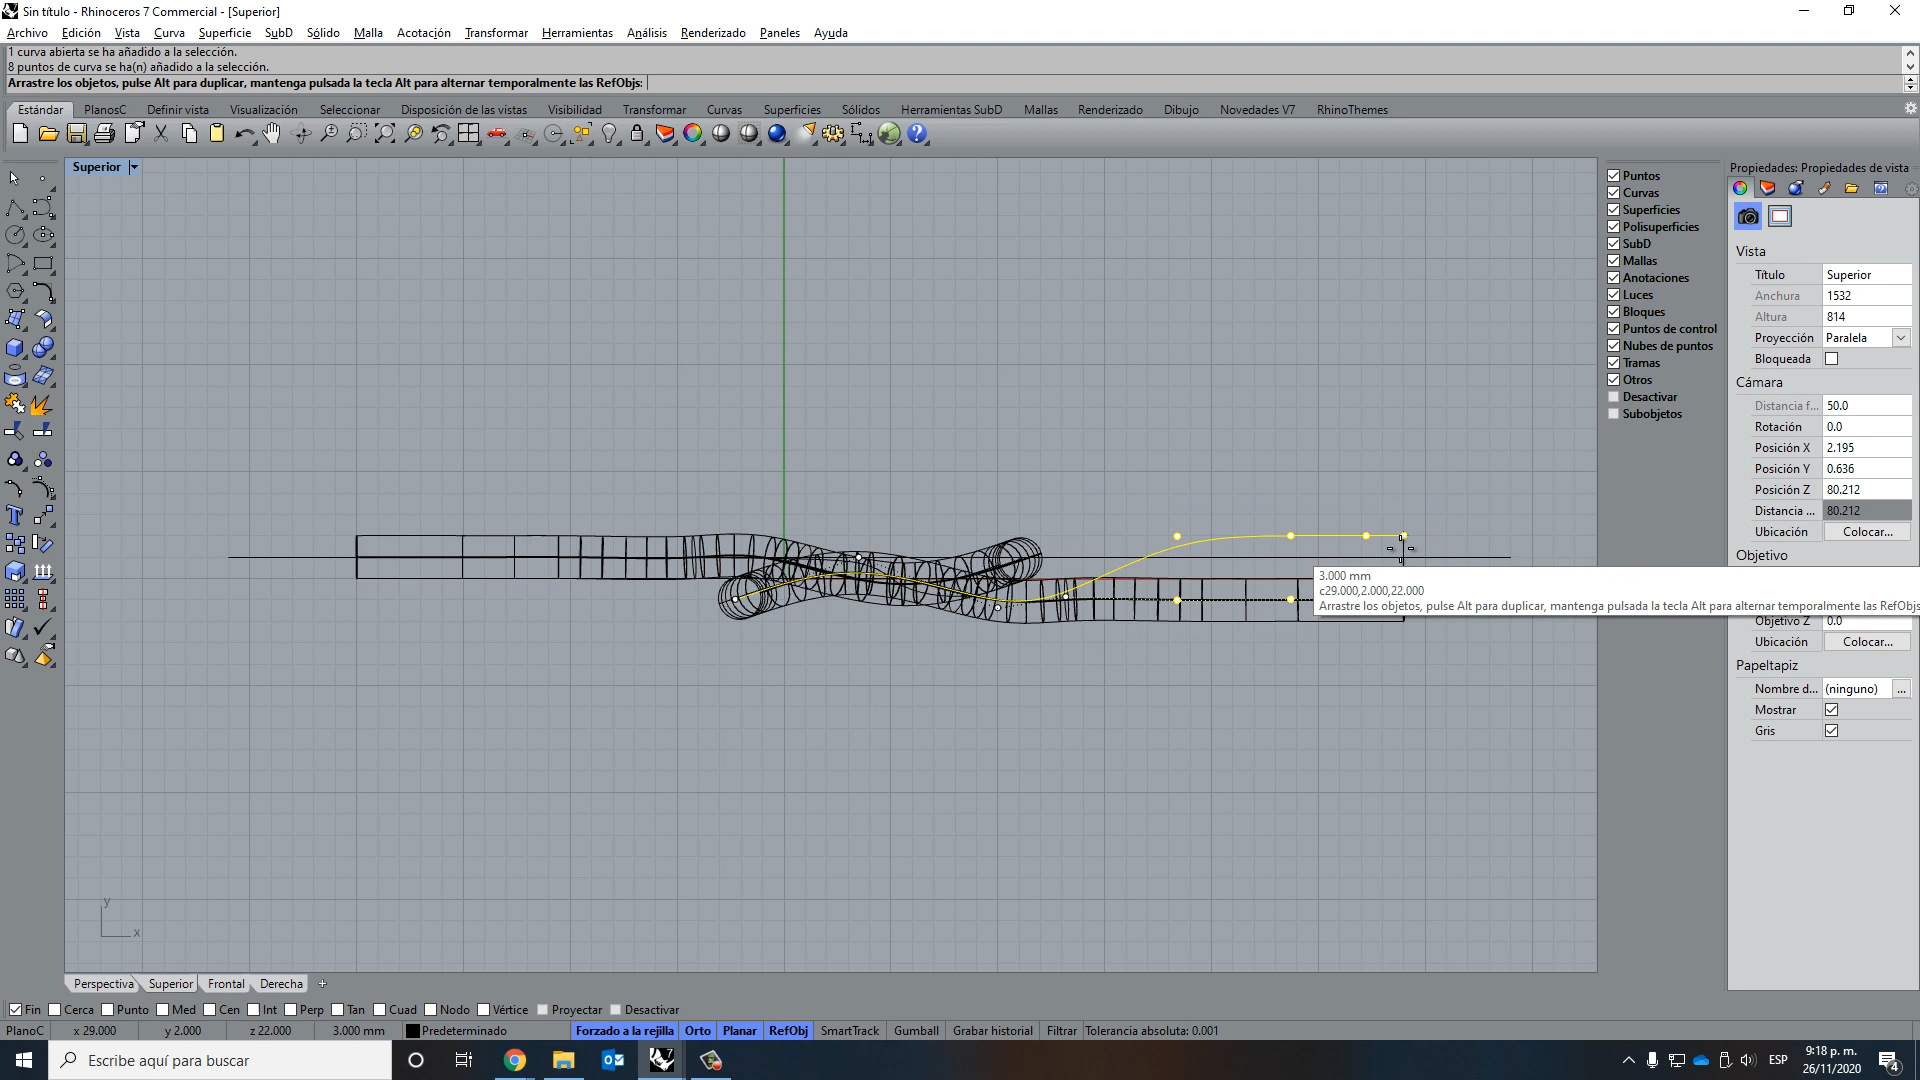 Sin título - Rhinoceros 7 Commercial - [Superior]
Archivo Edición Vista Curva Superficie SubD Sólido Malla Acotación Transformar Herramientas Análisis Renderizado Paneles Ayuda
1 curva abierta se ha añadido a la selección.
8 puntos de curva se ha(n) añadido a la selección.
Arrastre los objetos, pulse Alt para duplicar, mantenga pulsada la tecla Alt para alternar temporalmente las RefObjs:
Estándar PlanosC Definir vista Visualización Seleccionar Disposición de las vistas Visibilidad Transformar Curvas Superficies Sólidos Herramientas SubD Mallas Renderizado Dibujo Novedades V7 RhinoThemes
Superior
Puntos
Curvas
Superficies
Polisuperficies
SubD
Mallas
Anotaciones
Luces
Bloques
Puntos de control
Nubes de puntos
Tramas
Otros
Desactivar
Subobjetos
Propiedades: Propiedades de vista
Vista
Título Superior
Anchura 1532
Altura 814
Proyección Paralela
Bloqueada
Cámara
Distancia f... 50.0
Rotación 0.0
Posición X 2.195
Posición Y 0.636
Posición Z 80.212
Distancia ... 80.212
Ubicación Colocar...
Objetivo
3.000 mm
c29.000,2.000,22.000
Arrastre los objetos, pulse Alt para duplicar, mantenga pulsada la tecla Alt para alternar temporalmente las RefObjs
Objetivo Z 0.0
Ubicación Colocar...
Papeltapiz
Nombre d... (ninguno) ...
Mostrar
Gris
y
x
Perspectiva Superior Frontal Derecha
Fin Cerca Punto Med Cen Int Perp Tan Cuad Nodo Vértice Proyectar Desactivar
PlanoC x 29.000 y 2.000 z 22.000 3.000 mm Predeterminado Forzado a la rejilla Orto Planar RefObj SmartTrack Gumball Grabar historial Filtrar Tolerancia absoluta: 0.001
Escribe aquí para buscar
ESP
9:18 p. m.
26/11/2020
4